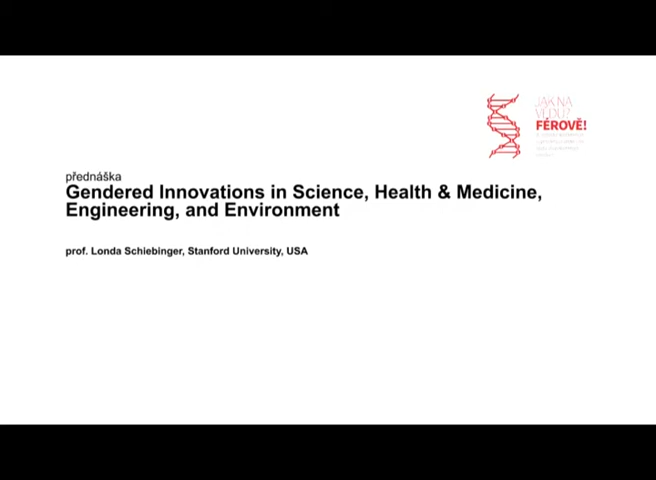 JAK NA
VĚDU?
FÉROVĚ!
přednáška
Gendered Innovations in Science, Health & Medicine,
Engineering, and Environment
prof. Londa Schiebinger, Stanford University, USA